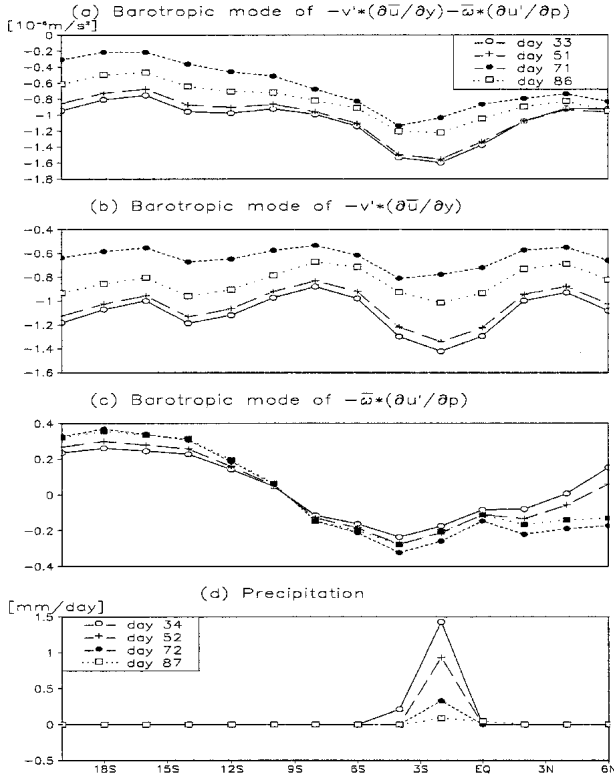 (a) Barotropic mode of −v'*(∂u̅/∂y)−ω̅*(∂u'/∂p)
[10⁻⁶m/s²]
0
−0.2
−0.4
−0.6
−0.8
−1
−1.2
−1.4
−1.6
−1.8
day 33
day 51
day 71
day 86
(b) Barotropic mode of −v'*(∂u̅/∂y)
−0.4
−0.6
−0.8
−1
−1.2
−1.4
−1.6
(c) Barotropic mode of −ω̅*(∂u'/∂p)
0.4
0.2
0
−0.2
−0.4
(d) Precipitation
[mm/day]
1.5
1
0.5
0
−0.5
day 34
day 52
day 72
day 87
18S 15S 12S 9S 6S 3S EQ 3N 6N